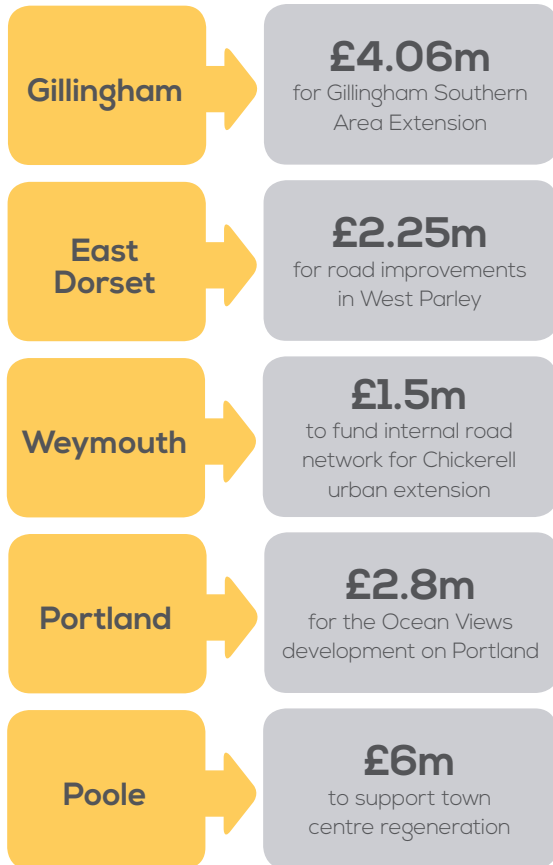 Gillingham
£4.06m
for Gillingham Southern
Area Extension
East
Dorset
£2.25m
for road improvements
in West Parley
Weymouth
£1.5m
to fund internal road
network for Chickerell
urban extension
Portland
£2.8m
for the Ocean Views
development on Portland
Poole
£6m
to support town
centre regeneration